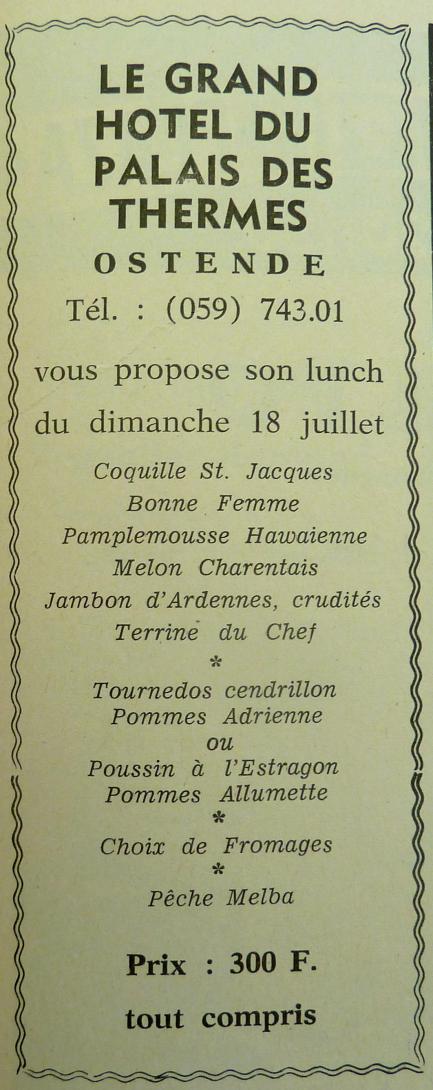 LE GRAND
HOTEL DU
PALAIS DES
THERMES
OSTENDE
Tél. : (059) 743.01
vous propose son lunch
du dimanche 18 juillet
Coquille St. Jacques
Bonne Femme
Pamplemousse Hawaienne
Melon Charentais
Jambon d'Ardennes, crudités
Terrine du Chef
*
Tournedos cendrillon
Pommes Adrienne
ou
Poussin à l'Estragon
Pommes Allumette
*
Choix de Fromages
*
Pêche Melba
Prix : 300 F.
tout compris